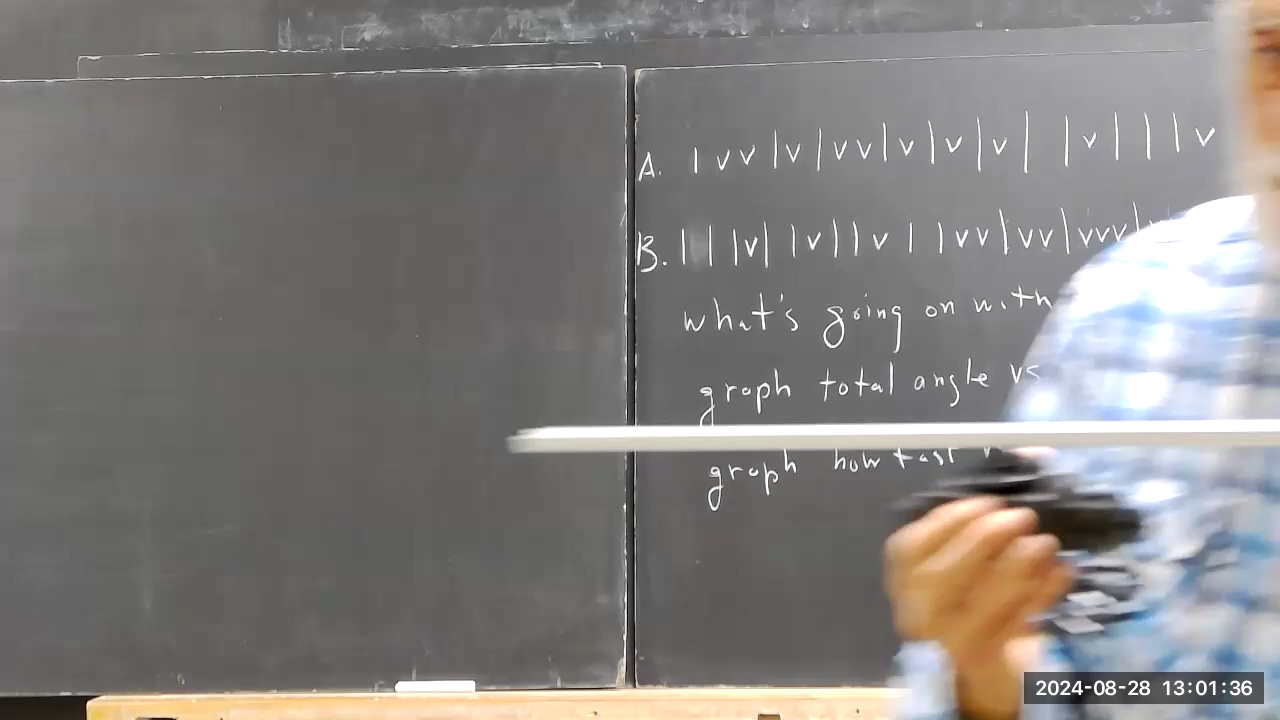 A. | v v | v | v v | v | v | v | | v | | | v
B. | | | v | | v | | v | | v v | v v | v v v |
what's going on with
graph total angle vs
graph how fast
2024-08-28 13:01:36